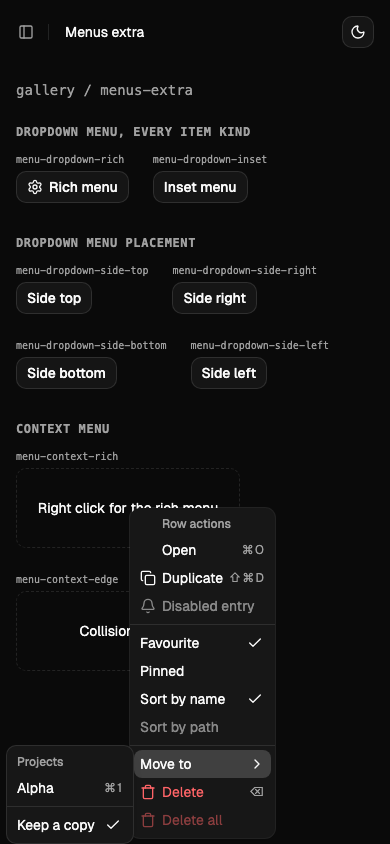 Menus extra
gallery / menus-extra
DROPDOWN MENU, EVERY ITEM KIND
menu-dropdown-rich menu-dropdown-inset
Rich menu Inset menu
DROPDOWN MENU PLACEMENT
menu-dropdown-side-top menu-dropdown-side-right
Side top Side right
menu-dropdown-side-bottom menu-dropdown-side-left
Side bottom Side left
CONTEXT MENU
menu-context-rich
Right click for the rich menu
Row actions
Open ⌘O
Duplicate ⇧⌘D
menu-context-edge
Disabled entry
Collision
Favourite
Pinned
Sort by name
Sort by path
Move to
Delete ⌫
Delete all
Projects
Alpha ⌘1
Keep a copy